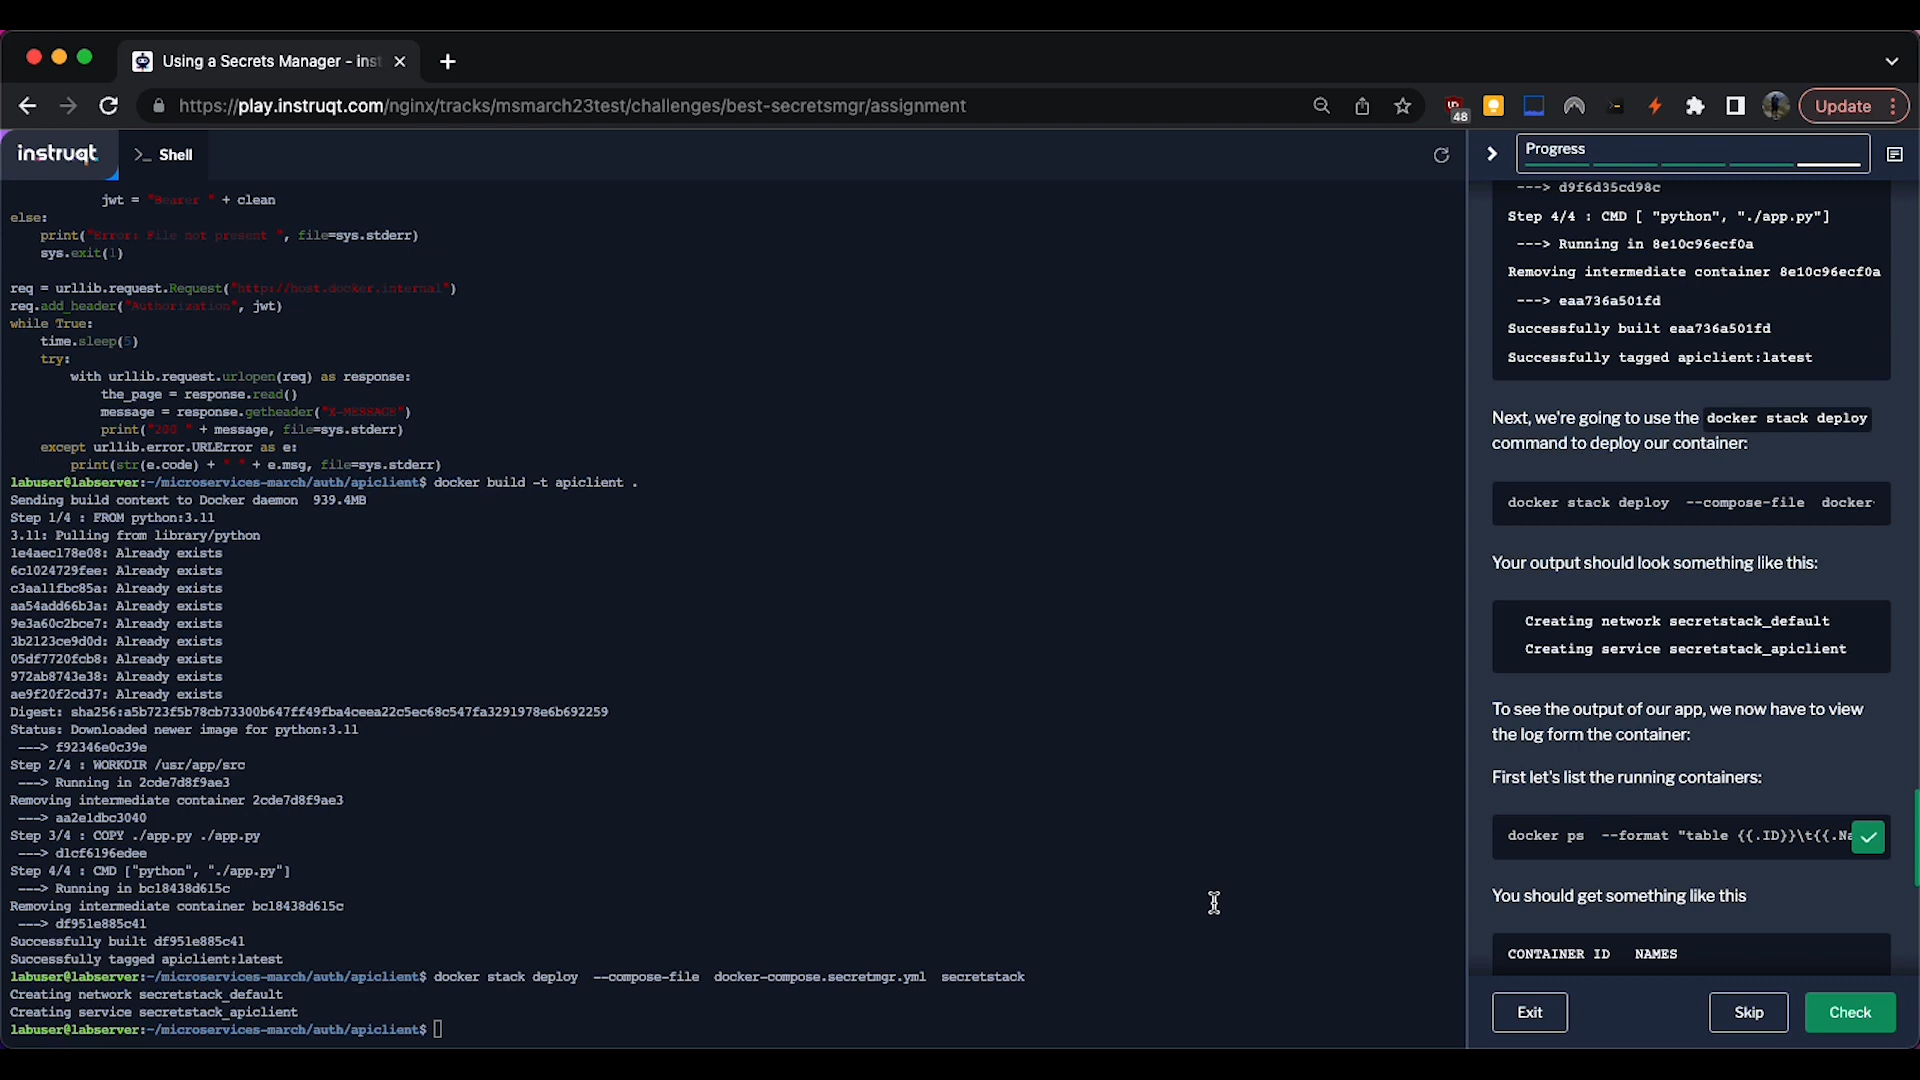 Using a Secrets Manager - inst
https://play.instruqt.com/nginx/tracks/msmarch23test/challenges/best-secretsmgr/assignment
48
Update
instruqt
>_ Shell
jwt = "Bearer " + clean
else:
print("Error: File not present ", file=sys.stderr)
sys.exit(1)
req = urllib.request.Request("http://host.docker.internal")
req.add_header("Authorization", jwt)
while True:
time.sleep(5)
try:
with urllib.request.urlopen(req) as response:
the_page = response.read()
message = response.getheader("X-MESSAGE")
print("200 " + message, file=sys.stderr)
except urllib.error.URLError as e:
print(str(e.code) + " " + e.msg, file=sys.stderr)
labuser@labserver:~/microservices-march/auth/apiclient$ docker build -t apiclient .
Sending build context to Docker daemon  939.4MB
Step 1/4 : FROM python:3.11
3.11: Pulling from library/python
1e4aec178e08: Already exists
6c1024729fee: Already exists
c3aa11fbc85a: Already exists
aa54add66b3a: Already exists
9e3a60c2bce7: Already exists
3b2123ce9d0d: Already exists
05df7720fcb8: Already exists
972ab8743e38: Already exists
ae9f20f2cd37: Already exists
Digest: sha256:a5b723f5b78cb73300b647ff49fba4ceea22c5ec68c547fa3291978e6b692259
Status: Downloaded newer image for python:3.11
---> f92346e0c39e
Step 2/4 : WORKDIR /usr/app/src
---> Running in 2cde7d8f9ae3
Removing intermediate container 2cde7d8f9ae3
---> aa2e1dbc3040
Step 3/4 : COPY ./app.py ./app.py
---> d1cf6196edee
Step 4/4 : CMD ["python", "./app.py"]
---> Running in bc18438d615c
Removing intermediate container bc18438d615c
---> df951e885c41
Successfully built df951e885c41
Successfully tagged apiclient:latest
labuser@labserver:~/microservices-march/auth/apiclient$ docker stack deploy  --compose-file  docker-compose.secretmgr.yml  secretstack
Creating network secretstack_default
Creating service secretstack_apiclient
labuser@labserver:~/microservices-march/auth/apiclient$
Progress
---> d9f6d35cd98c
Step 4/4 : CMD [ "python", "./app.py"]
---> Running in 8e10c96ecf0a
Removing intermediate container 8e10c96ecf0a
---> eaa736a501fd
Successfully built eaa736a501fd
Successfully tagged apiclient:latest
Next, we're going to use the docker stack deploy
command to deploy our container:
docker stack deploy  --compose-file  docker-
Your output should look something like this:
Creating network secretstack_default
Creating service secretstack_apiclient
To see the output of our app, we now have to view
the log form the container:
First let's list the running containers:
docker ps  --format "table {{.ID}}\t{{.Na
You should get something like this
CONTAINER ID   NAMES
Exit
Skip
Check